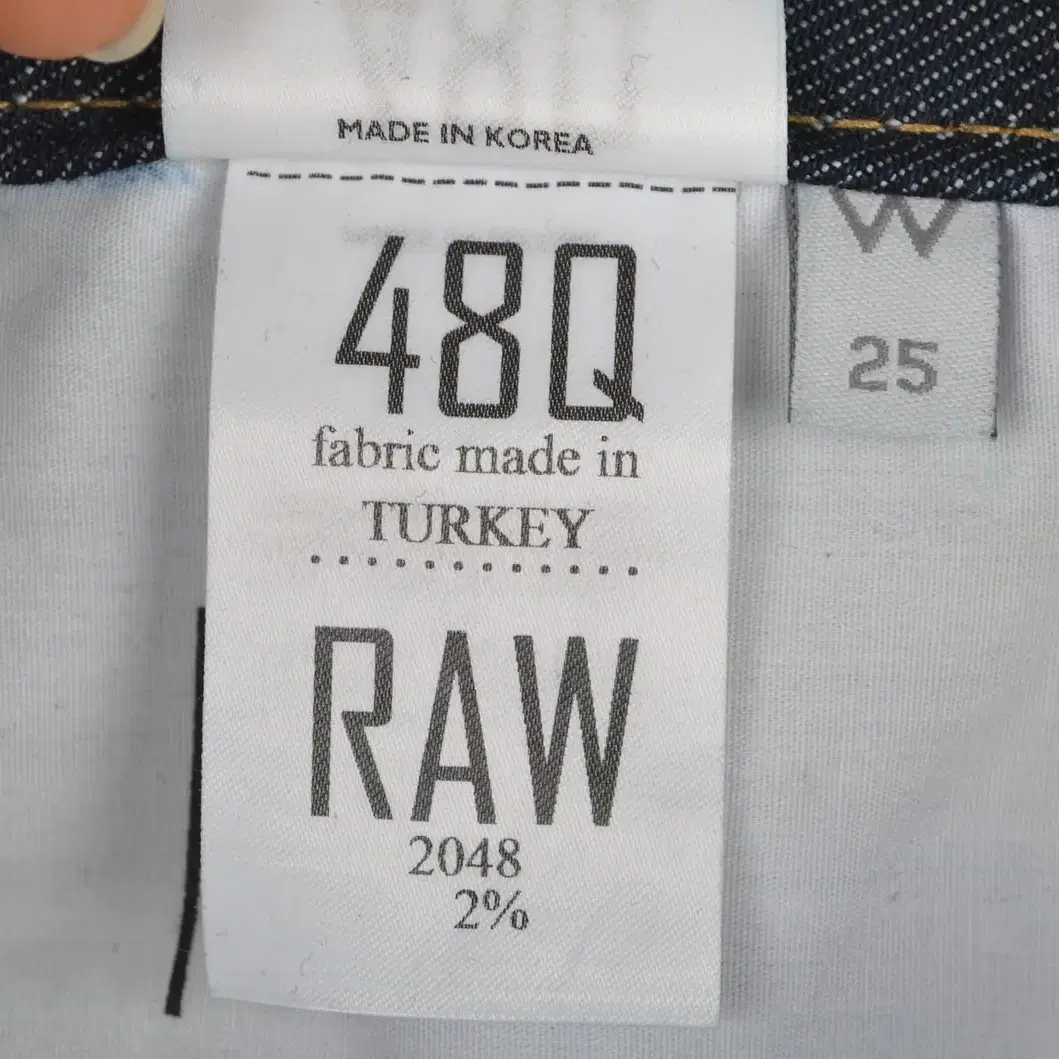 MADE IN KOREA
48Q
fabric made in
TURKEY
RAW
2048
2%
W
25